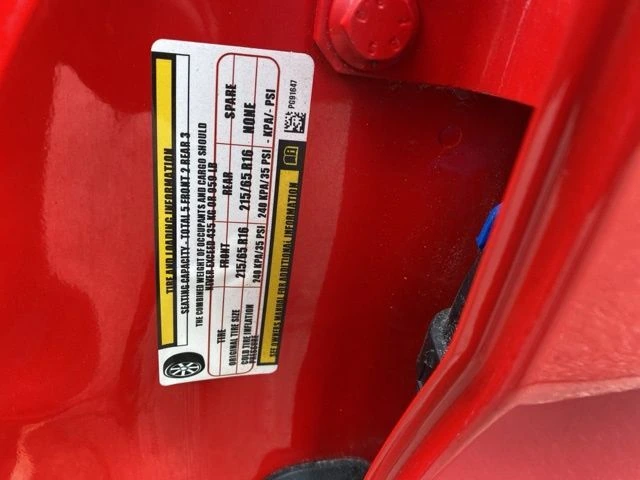 TIRE AND LOADING INFORMATION
SEATING CAPACITY - TOTAL 5 FRONT 2 REAR 3
THE COMBINED WEIGHT OF OCCUPANTS AND CARGO SHOULD
NEVER EXCEED 435 KG OR 959 LB
TIRE FRONT REAR SPARE
ORIGINAL TIRE SIZE 215/65 R16 215/65 R16 NONE
COLD TIRE INFLATION PRESSURE 240 KPA/35 PSI 240 KPA/35 PSI - KPA/- PSI
SEE OWNERS MANUAL FOR ADDITIONAL INFORMATION
PG91647